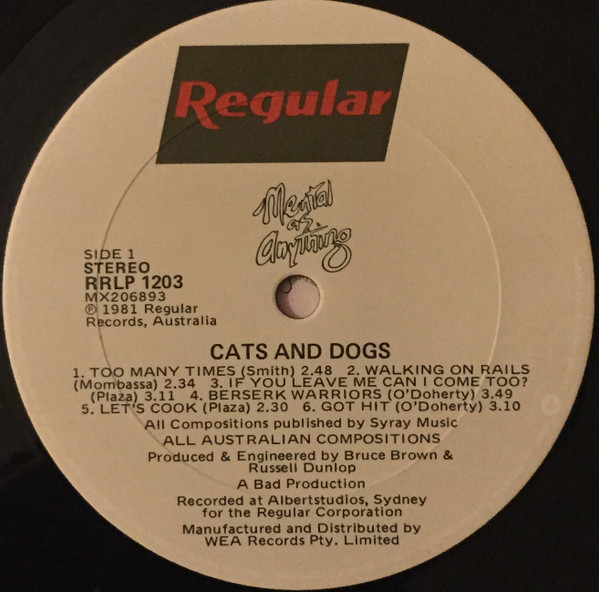 Regular
Mental
as
Anything
SIDE 1
STEREO
RRLP 1203
MX206893
℗ 1981 Regular
Records, Australia
CATS AND DOGS
1. TOO MANY TIMES (Smith) 2.48 2. WALKING ON RAILS
(Mombassa) 2.34 3. IF YOU LEAVE ME CAN I COME TOO?
(Plaza) 3.11 4. BERSERK WARRIORS (O'Doherty) 3.49
5. LET'S COOK (Plaza) 2.30 6. GOT HIT (O'Doherty) 3.10
All Compositions published by Syray Music
ALL AUSTRALIAN COMPOSITIONS
Produced & Engineered by Bruce Brown &
Russell Dunlop
A Bad Production
Recorded at Albertstudios, Sydney
for the Regular Corporation
Manufactured and Distributed by
WEA Records Pty. Limited